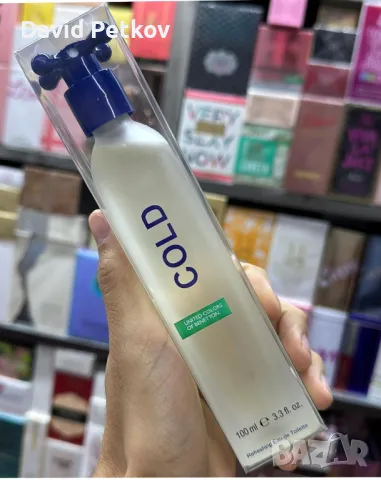 David Petkov
COLD
UNITED COLORS
OF BENETTON.
100 ml e 3.3 fl. oz.
Refreshing Eau de Toilette
BAZAR
VERY
SEXY
NOW